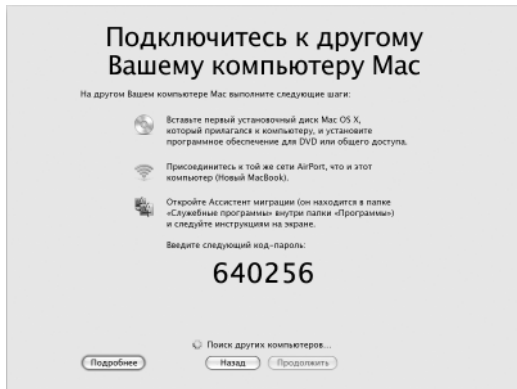 Подключитесь к другому
Вашему компьютеру Mac
На другом Вашем компьютере Mac выполните следующие шаги:
Вставьте первый установочный диск Mac OS X,
который прилагался к компьютеру, и установите
программное обеспечение для DVD или общего доступа.
Присоединитесь к той же сети AirPort, что и этот
компьютер (Новый MacBook).
Откройте Ассистент миграции (он находится в папке
«Служебные программы» внутри папки «Программы»)
и следуйте инструкциям на экране.
Введите следующий код-пароль:
640256
Поиск других компьютеров...
Подробнее Назад Продолжить